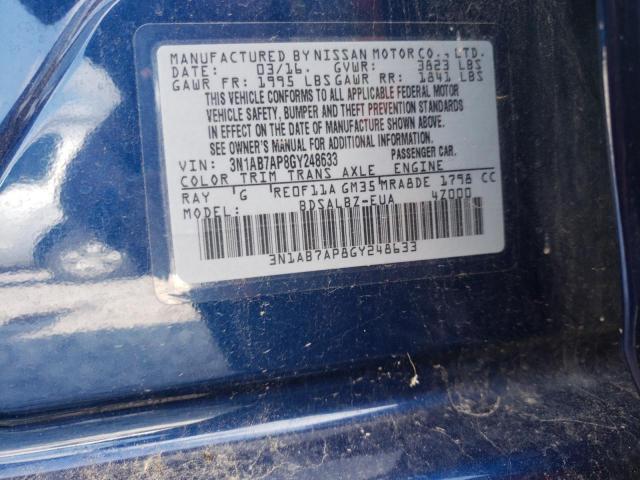 MANUFACTURED BY NISSAN MOTOR CO., LTD.
DATE: 03/16. GVWR: 3823 LBS
GAWR FR: 1995 LBS GAWR RR: 1841 LBS
THIS VEHICLE CONFORMS TO ALL APPLICABLE FEDERAL MOTOR
VEHICLE SAFETY, BUMPER AND THEFT PREVENTION STANDARDS
IN EFFECT ON THE DATE OF MANUFACTURE SHOWN ABOVE.
SEE OWNER'S MANUAL FOR ADDITIONAL INFORMATION.
VIN: 3N1AB7AP8GY248633 PASSENGER CAR.
COLOR TRIM TRANS AXLE ENGINE
RAY G RE0F11A GM35 MRA8DE 1798 CC
BDSALBZ-EUA 4Z000
3N1AB7AP8GY248633